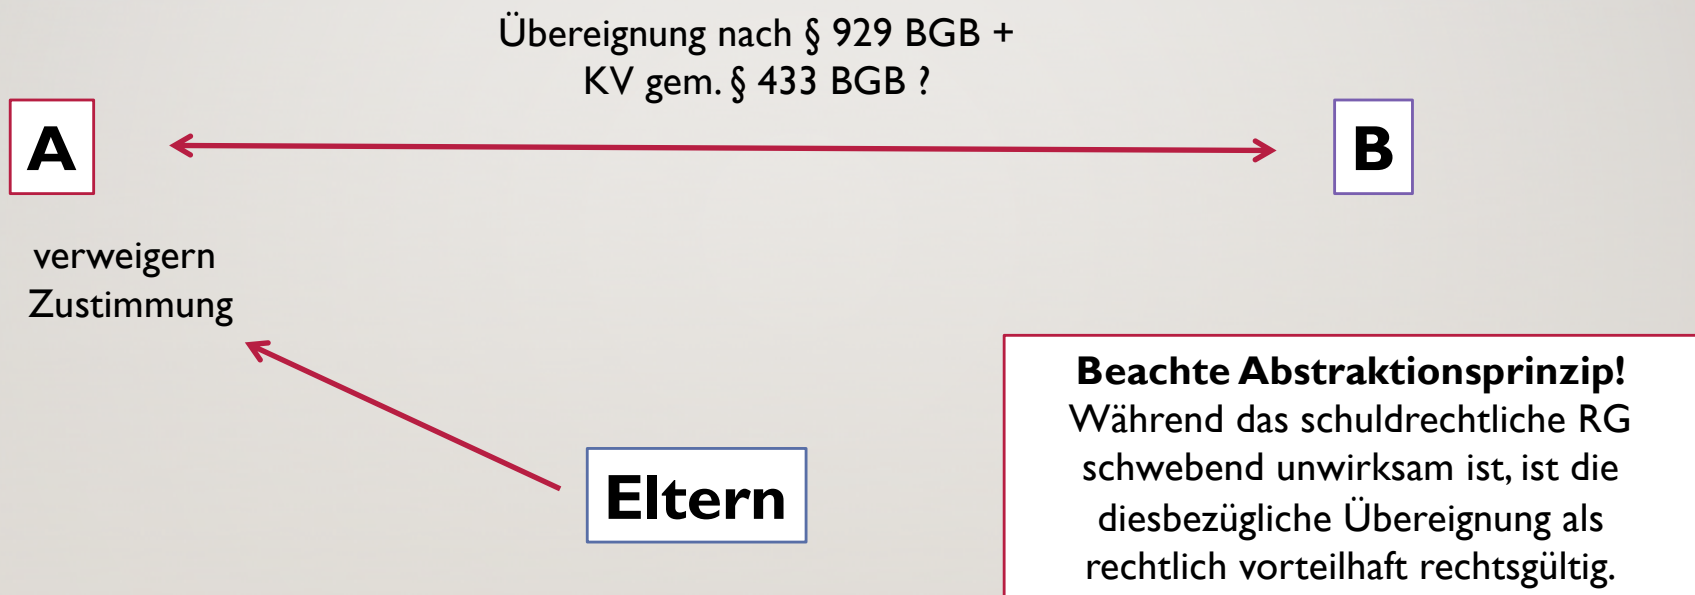 Übereignung nach § 929 BGB +
KV gem. § 433 BGB ?
A
B
verweigern
Zustimmung
Eltern
Beachte Abstraktionsprinzip!
Während das schuldrechtliche RG
schwebend unwirksam ist, ist die
diesbezügliche Übereignung als
rechtlich vorteilhaft rechtsgültig.